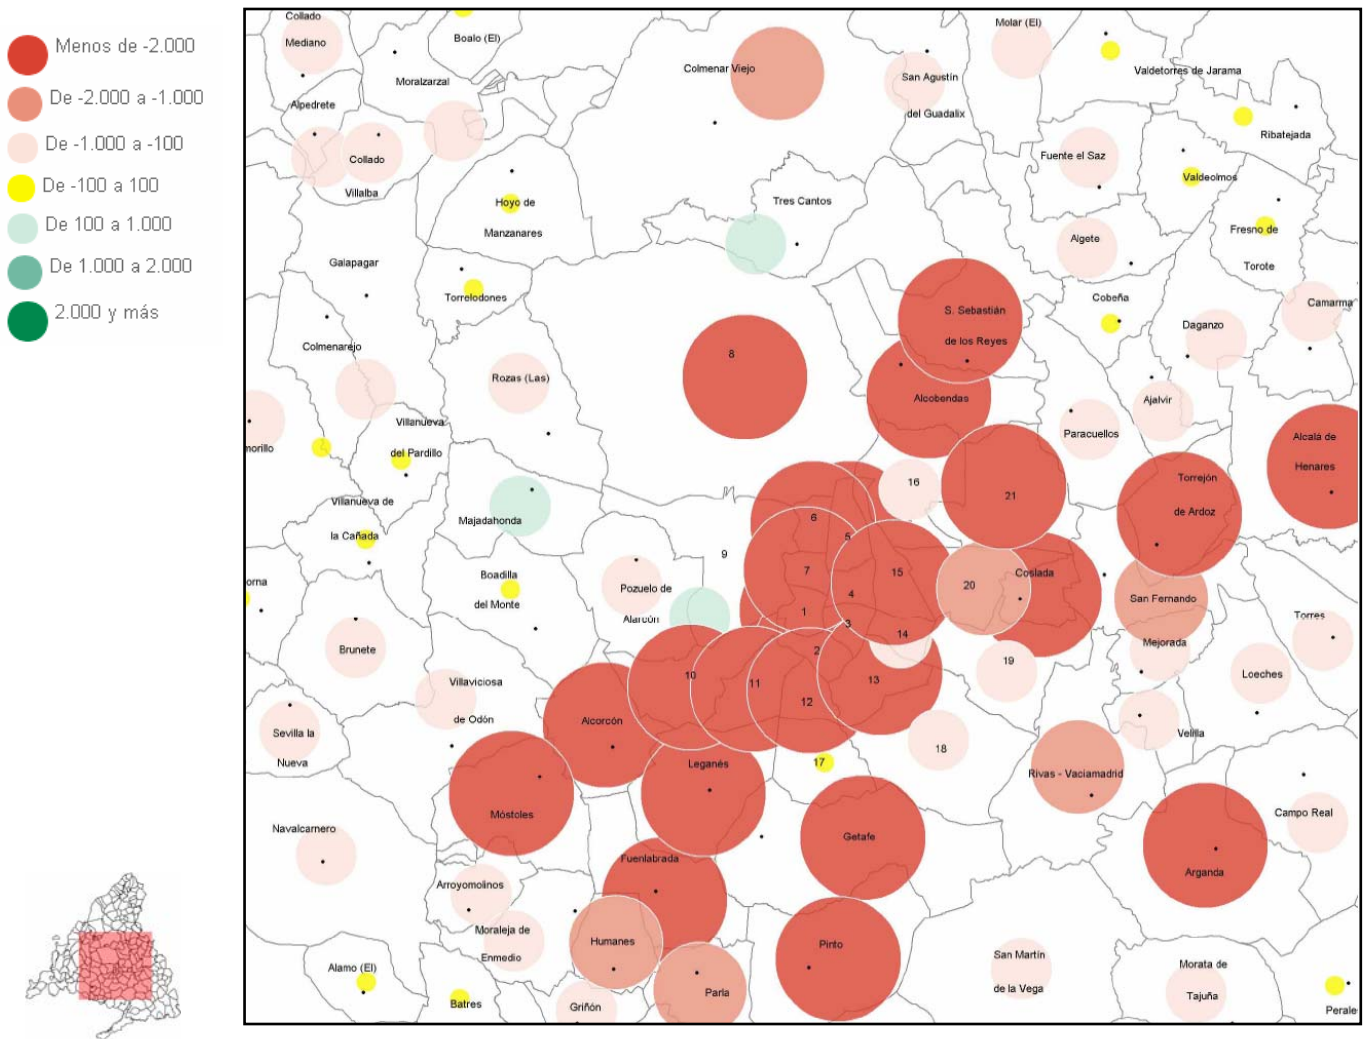 Menos de -2.000
De -2.000 a -1.000
De -1.000 a -100
De -100 a 100
De 100 a 1.000
De 1.000 a 2.000
2.000 y más
Collado
Mediano
Boalo (El)
Moralzarzal
Alpedrete
Collado
Villalba
Hoyo de
Manzanares
Colmenar Viejo
San Agustín
del Guadalix
Molar (El)
Valdetorres de Jarama
Ribatejada
Fuente el Saz
Valdeolmos
Tres Cantos
Fresno de
Torote
Algete
Galapagar
Torrelodones
Colmenarejo
S. Sebastián
de los Reyes
Cobeña
Camarma
Daganzo
8
Rozas (Las)
Alcobendas
Ajalvir
Villanueva
del Pardillo
Paracuellos
Alcalá de
Henares
morillo
Torrejón
de Ardoz
16
21
Villanueva de
la Cañada
Majadahonda
6
5
9
7
15
20
Coslada
Boadilla
del Monte
Pozuelo de
Alarcón
orna
4
1
3
14
San Fernando
Torres
Mejorada
Brunete
2
19
Loeches
10
11
13
12
Villaviciosa
de Odón
Sevilla la
Nueva
Alcorcón
18
Velilla
17
Leganés
Rivas - Vaciamadrid
Móstoles
Campo Real
Navalcarnero
Getafe
Fuenlabrada
Arganda
Arroyomolinos
Moraleja de
Enmedio
Humanes
Pinto
San Martín
de la Vega
Morata de
Tajuña
Alamo (El)
Batres
Griñón
Parla
Perale